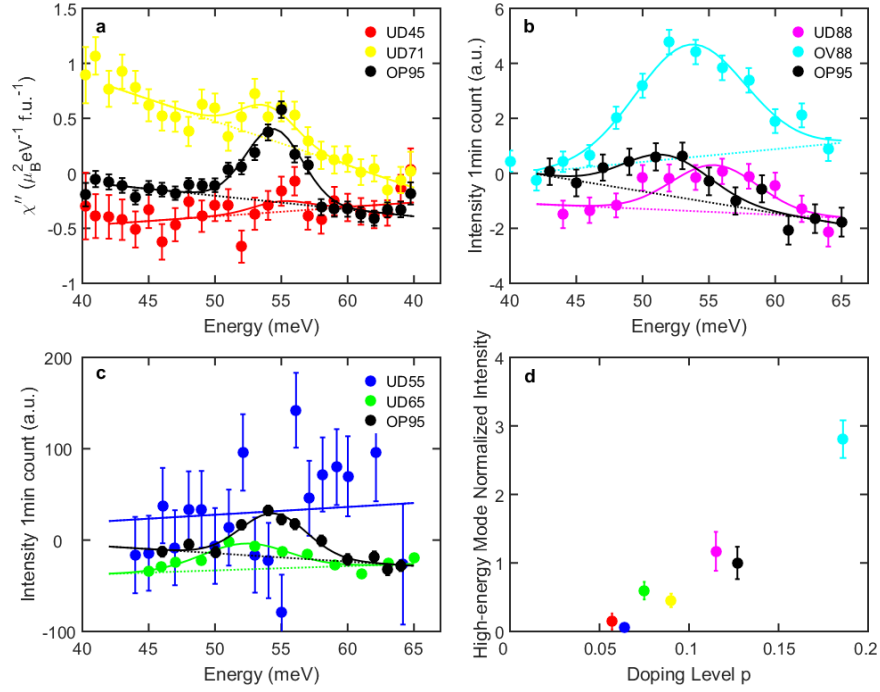 a
UD45
UD71
OP95
1.5
1
0.5
0
-0.5
-1
χ'' (μ_B^2 eV^-1 f.u.^-1)
40 45 50 55 60 40
Energy (meV)
b
UD88
OV88
OP95
6
4
2
0
-2
-4
Intensity 1min count (a.u.)
40 45 50 55 60 65
Energy (meV)
c
UD55
UD65
OP95
200
100
0
-100
Intensity 1min count (a.u.)
40 45 50 55 60 65
Energy (meV)
d
4
3
2
1
0
High-energy Mode Normalized Intensity
0.05 0.1 0.15 0.2
Doping Level p